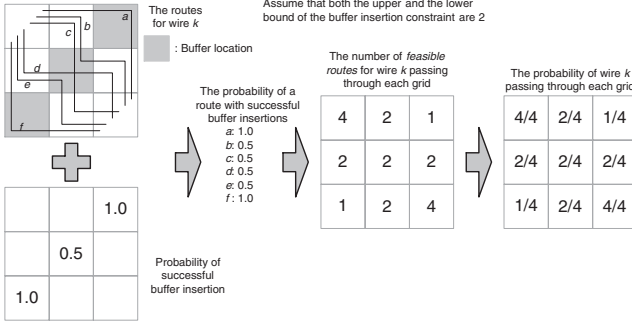 Assume that both the upper and the lower
bound of the buffer insertion constraint are 2
The routes
for wire k
a
b
c
d
e
f
: Buffer location
The probability of a
route with successful
buffer insertions
a: 1.0
b: 0.5
c: 0.5
d: 0.5
e: 0.5
f: 1.0
The number of feasible
routes for wire k passing
through each grid
4 2 1
2 2 2
1 2 4
The probability of wire k
passing through each grid
4/4 2/4 1/4
2/4 2/4 2/4
1/4 2/4 4/4
1.0
0.5
1.0
Probability of
successful
buffer insertion